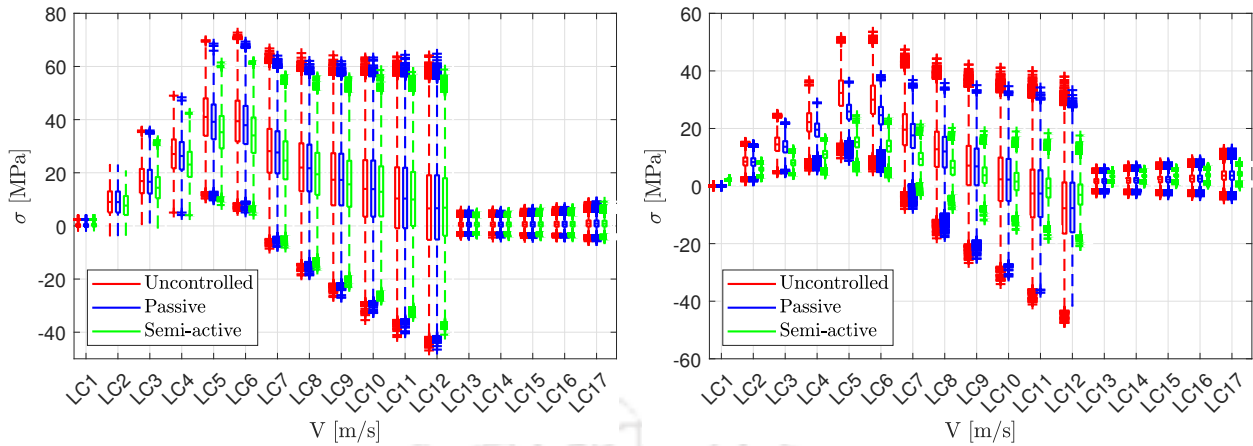 80
60
40
20
0
-20
-40
σ [MPa]
Uncontrolled
Passive
Semi-active
LC1
LC2
LC3
LC4
LC5
LC6
LC7
LC8
LC9
LC10
LC11
LC12
LC13
LC14
LC15
LC16
LC17
V [m/s]
60
40
20
0
-20
-40
-60
σ [MPa]
Uncontrolled
Passive
Semi-active
LC1
LC2
LC3
LC4
LC5
LC6
LC7
LC8
LC9
LC10
LC11
LC12
LC13
LC14
LC15
LC16
LC17
V [m/s]